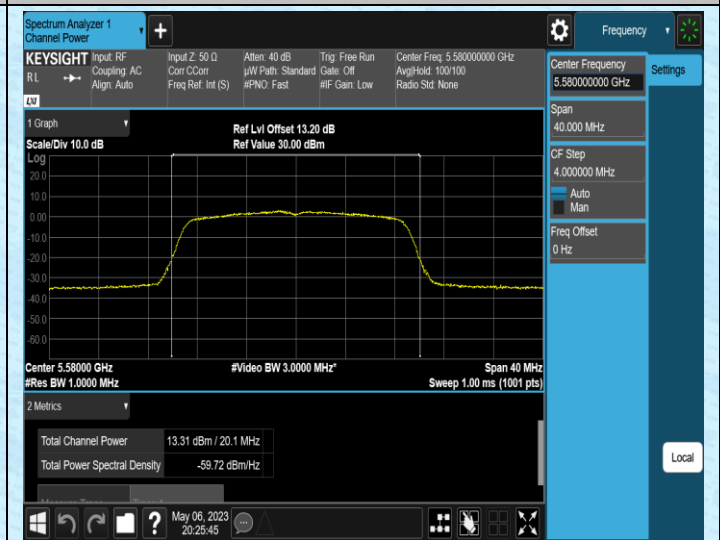 Spectrum Analyzer 1
Channel Power
+
Frequency
KEYSIGHT
R L
LXI
Input: RF
Coupling: AC
Align: Auto
Input Z: 50 Ω
Corr CCorr
Freq Ref: Int (S)
Atten: 40 dB
µW Path: Standard
#PNO: Fast
Trig: Free Run
Gate: Off
#IF Gain: Low
Center Freq: 5.580000000 GHz
Avg|Hold: 100/100
Radio Std: None
Center Frequency
5.580000000 GHz
Settings
Span
40.000 MHz
CF Step
4.000000 MHz
Auto
Man
Freq Offset
0 Hz
Local
1 Graph
Scale/Div 10.0 dB
Ref Lvl Offset 13.20 dB
Ref Value 30.00 dBm
Log
20.0
10.0
0.00
-10.0
-20.0
-30.0
-40.0
-50.0
-60.0
Center 5.58000 GHz
#Video BW 3.0000 MHz*
Span 40 MHz
#Res BW 1.0000 MHz
Sweep 1.00 ms (1001 pts)
2 Metrics
Total Channel Power 13.31 dBm / 20.1 MHz
Total Power Spectral Density -59.72 dBm/Hz
?
May 06, 2023
20:25:45